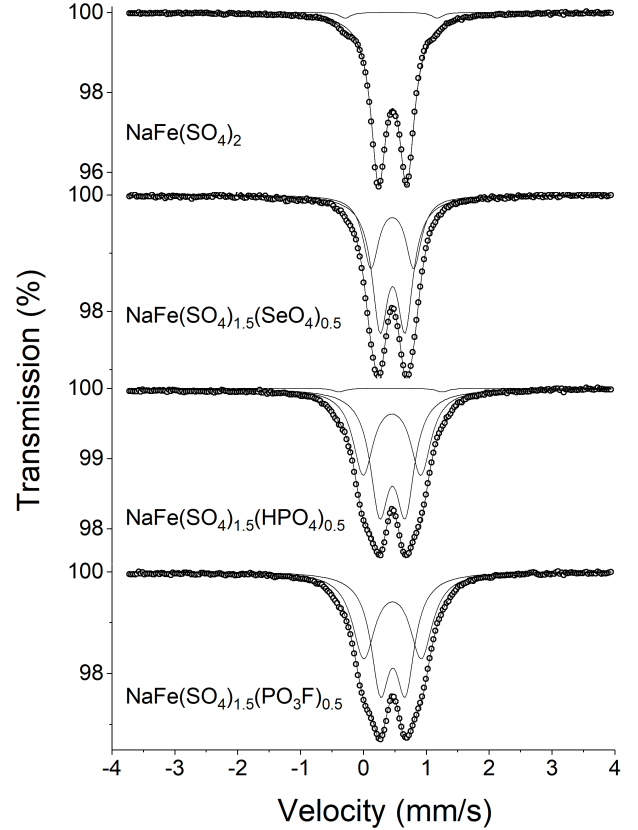 100
98
NaFe(SO₄)₂
96
100
98
NaFe(SO₄)₁.₅(SeO₄)₀.₅
100
99
98
NaFe(SO₄)₁.₅(HPO₄)₀.₅
100
98
NaFe(SO₄)₁.₅(PO₃F)₀.₅
Transmission (%)
-4 -3 -2 -1 0 1 2 3 4
Velocity (mm/s)